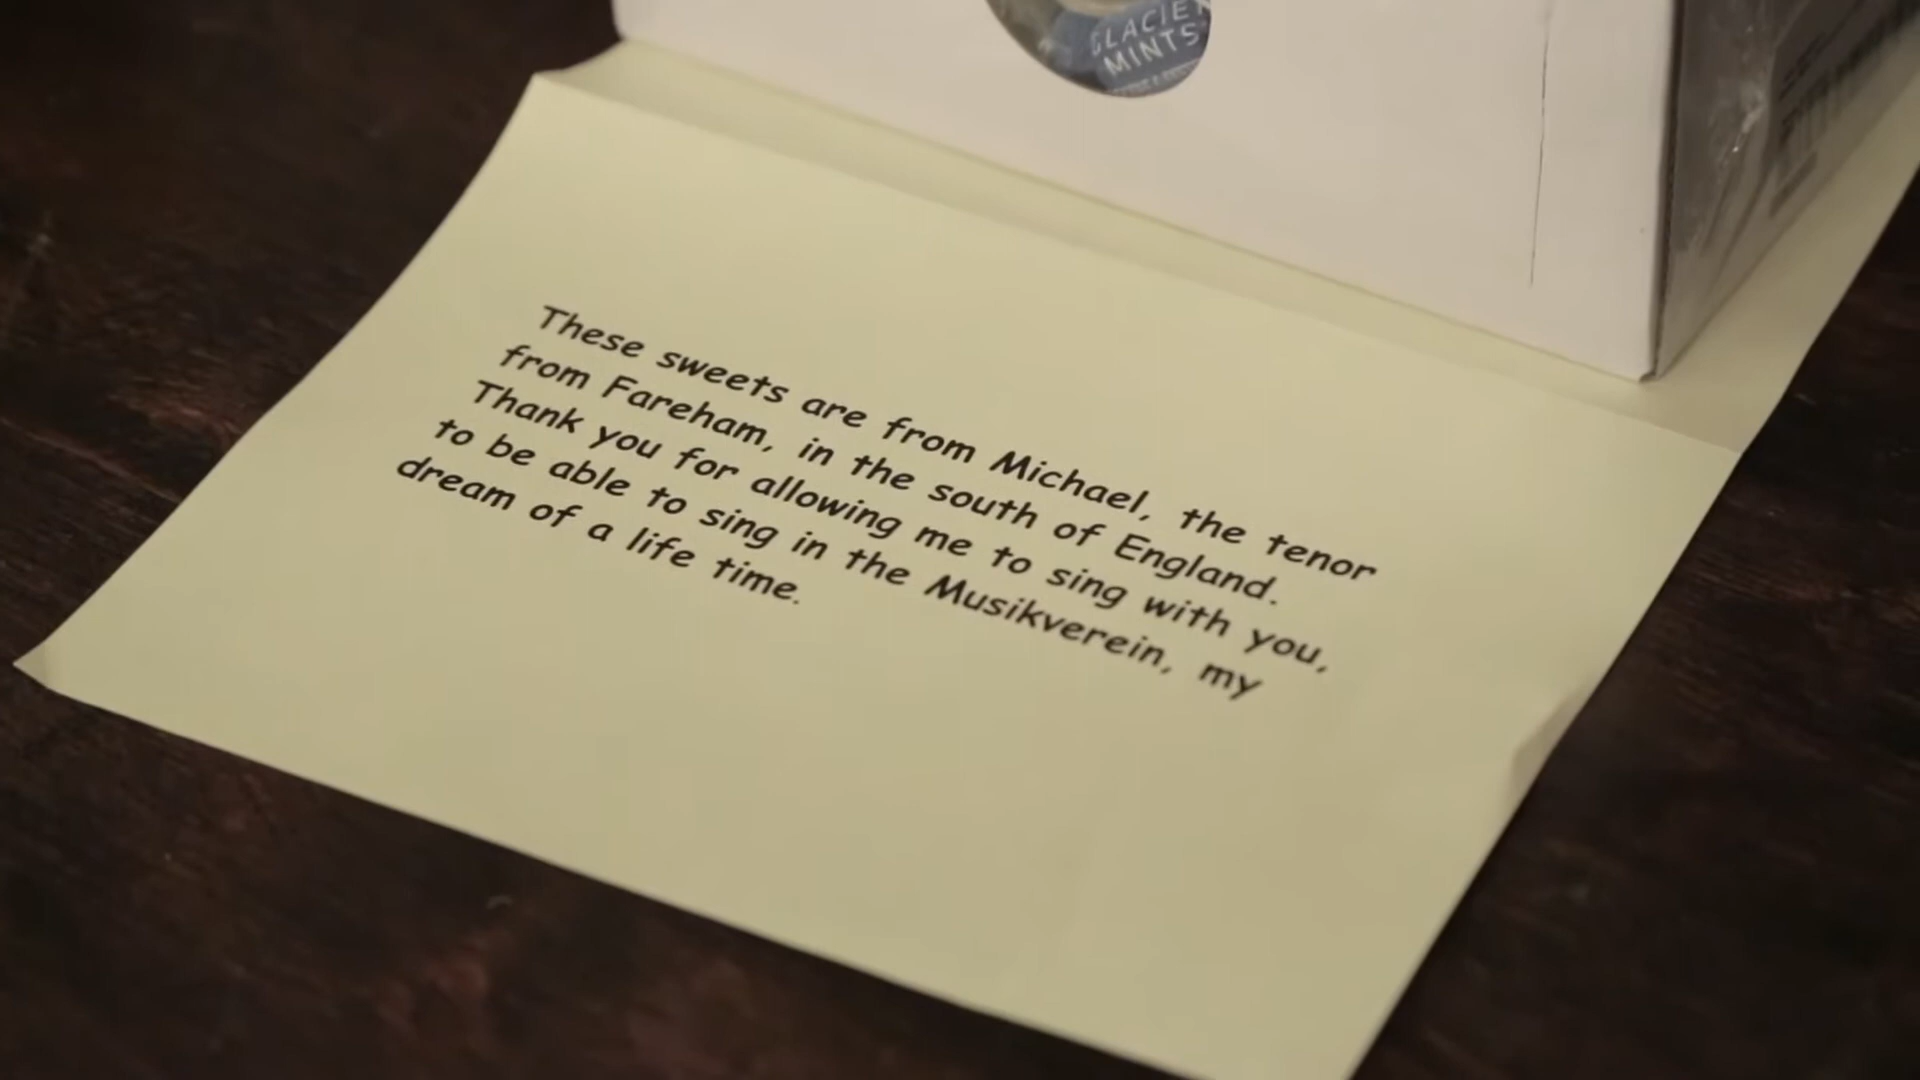 GLACIER
MINTS
These sweets are from Michael, the tenor
from Fareham, in the south of England.
Thank you for allowing me to sing with you,
to be able to sing in the Musikverein, my
dream of a life time.